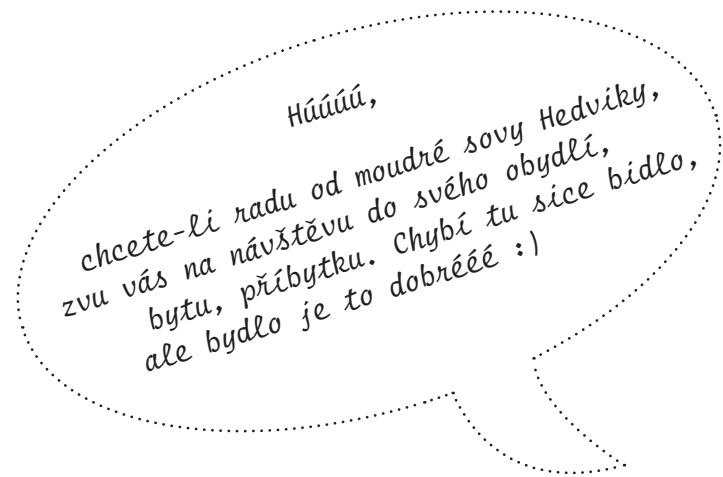 Húúúú,
chcete-li radu od moudré sovy Hedviky,
zvu vás na návštěvu do svého obydlí,
bytu, příbytku. Chybí tu sice bidlo,
ale bydlo je to dobrééé :)